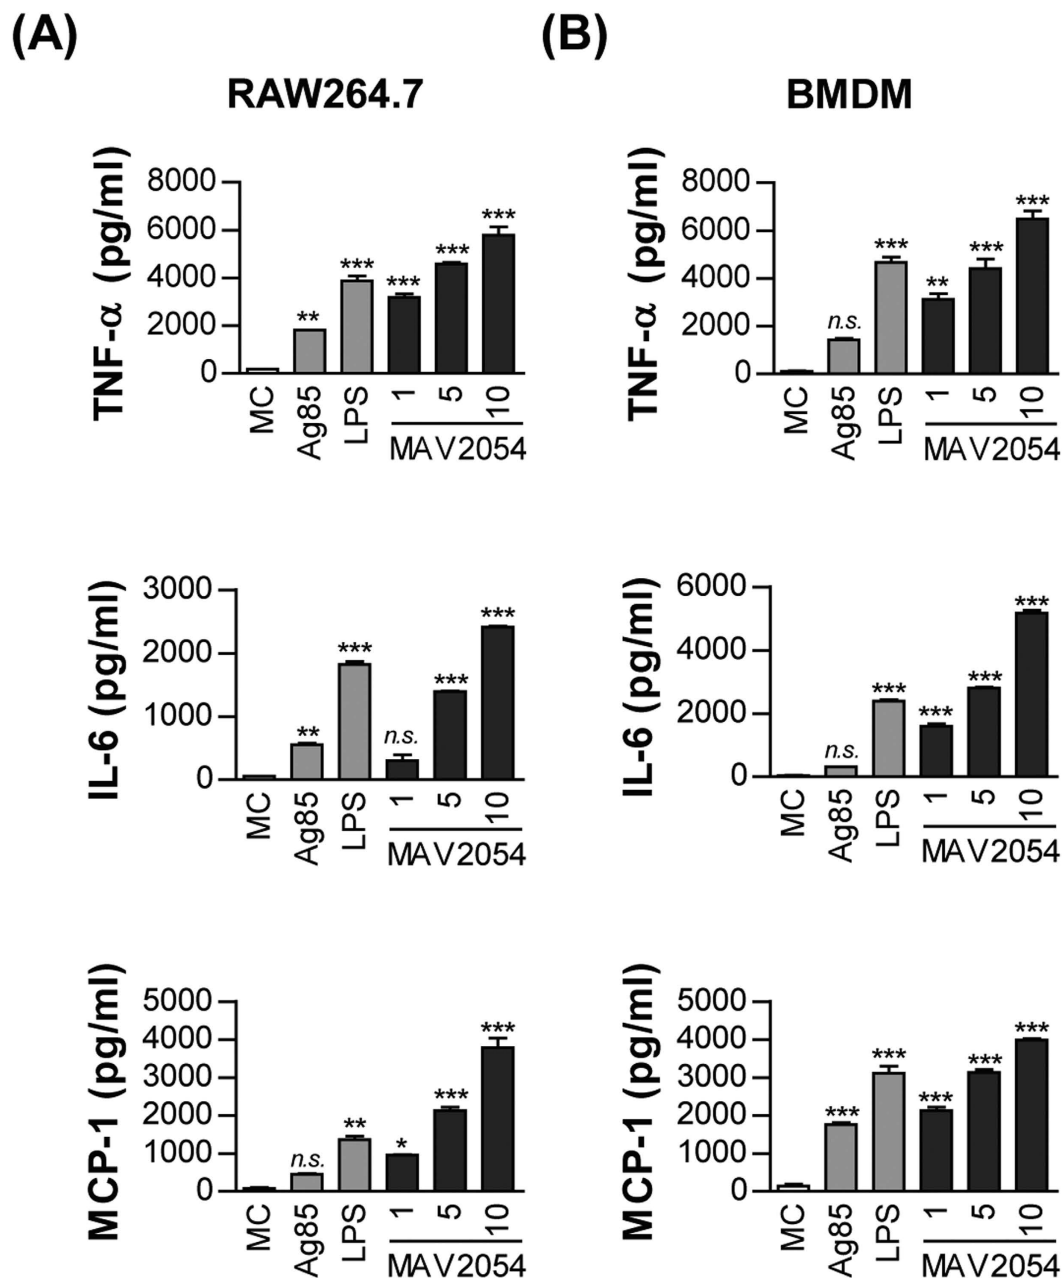 (A) (B)
RAW264.7 BMDM
TNF-α (pg/ml)
8000
6000
4000
2000
0
** *** *** *** ***
MC Ag85 LPS 1 5 10
MAV2054
TNF-α (pg/ml)
8000
6000
4000
2000
0
n.s. *** ** *** ***
MC Ag85 LPS 1 5 10
MAV2054
IL-6 (pg/ml)
3000
2000
1000
0
** *** n.s. *** ***
MC Ag85 LPS 1 5 10
MAV2054
IL-6 (pg/ml)
6000
4000
2000
0
n.s. *** *** *** ***
MC Ag85 LPS 1 5 10
MAV2054
MCP-1 (pg/ml)
5000
4000
3000
2000
1000
0
n.s. ** * *** ***
MC Ag85 LPS 1 5 10
MAV2054
MCP-1 (pg/ml)
5000
4000
3000
2000
1000
0
*** *** *** *** ***
MC Ag85 LPS 1 5 10
MAV2054